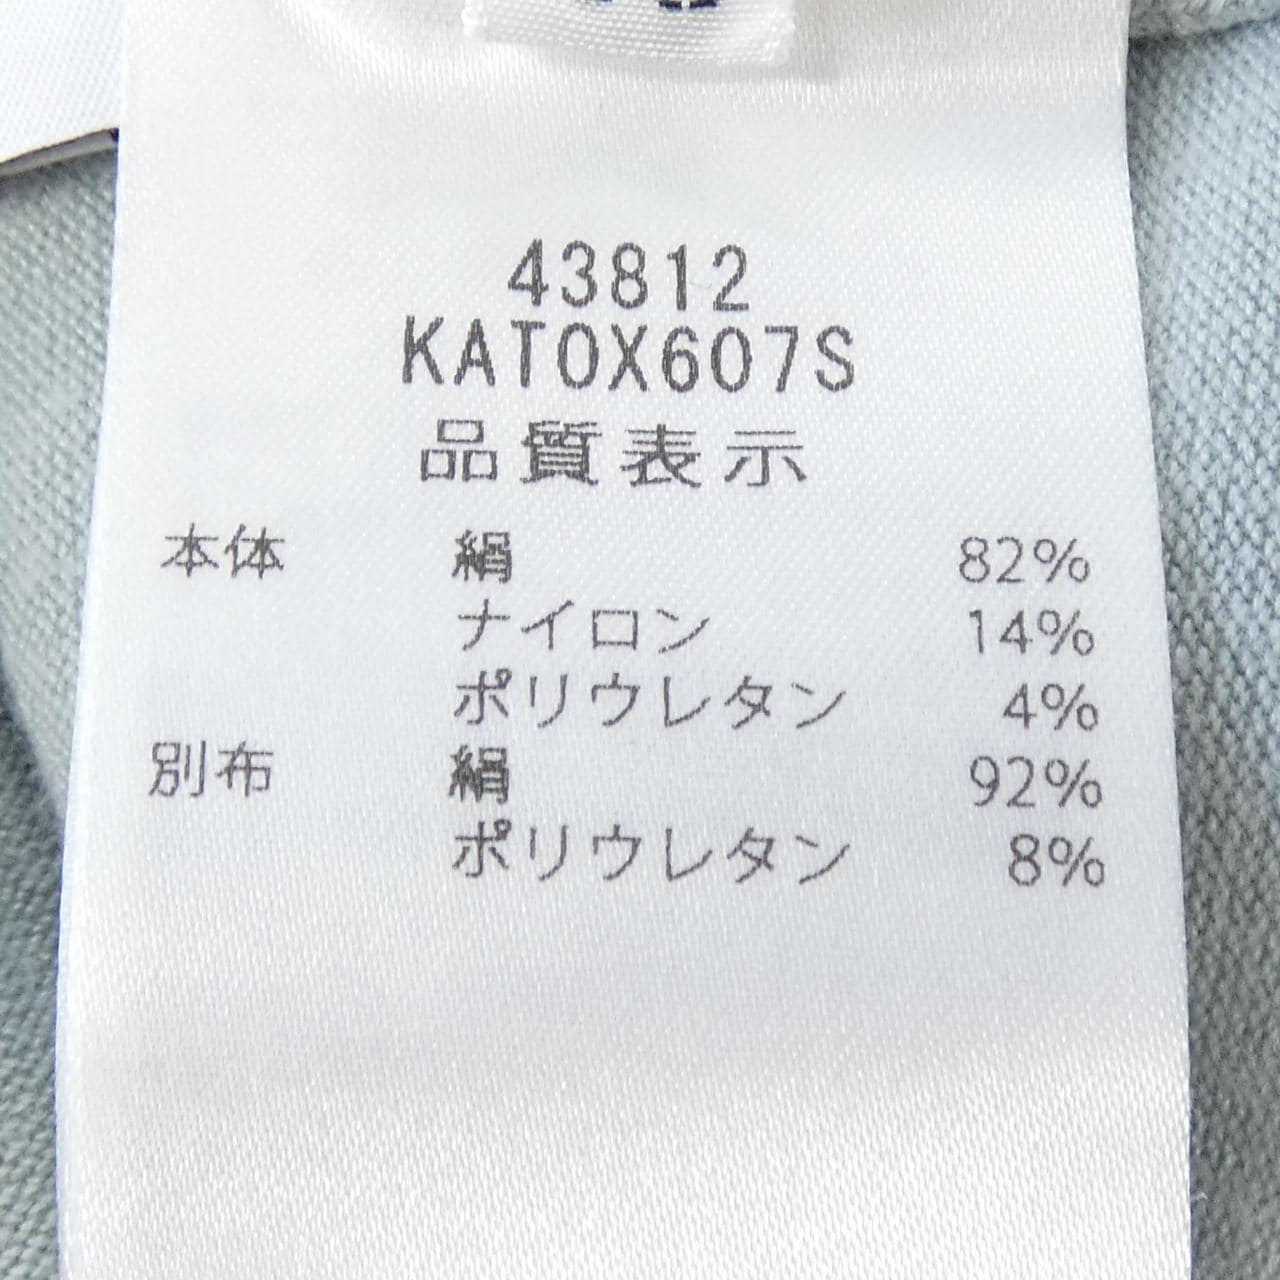 43812
KATOX607S
品質表示
本体 絹 82%
ナイロン 14%
ポリウレタン 4%
別布 絹 92%
ポリウレタン 8%